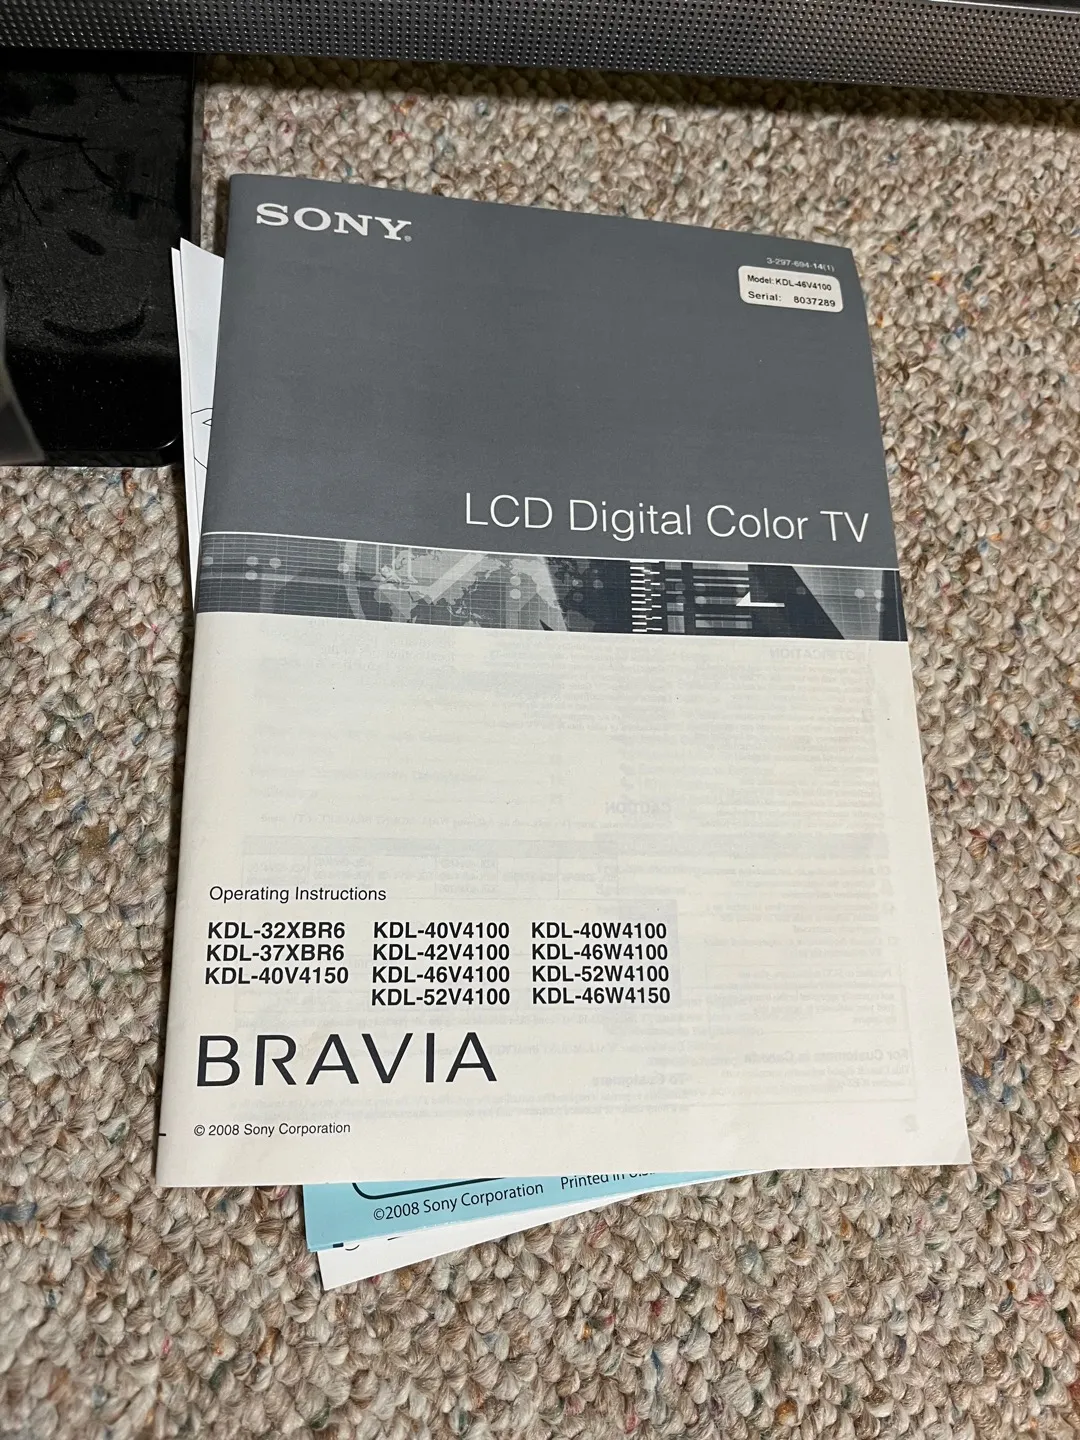 SONY®
3-297-694-14(1)
Model: KDL-46V4100
Serial: 8037289
LCD Digital Color TV
Operating Instructions
KDL-32XBR6 KDL-40V4100 KDL-40W4100
KDL-37XBR6 KDL-42V4100 KDL-46W4100
KDL-40V4150 KDL-46V4100 KDL-52W4100
KDL-52V4100 KDL-46W4150
BRAVIA
© 2008 Sony Corporation
©2008 Sony Corporation Printed in U.S.